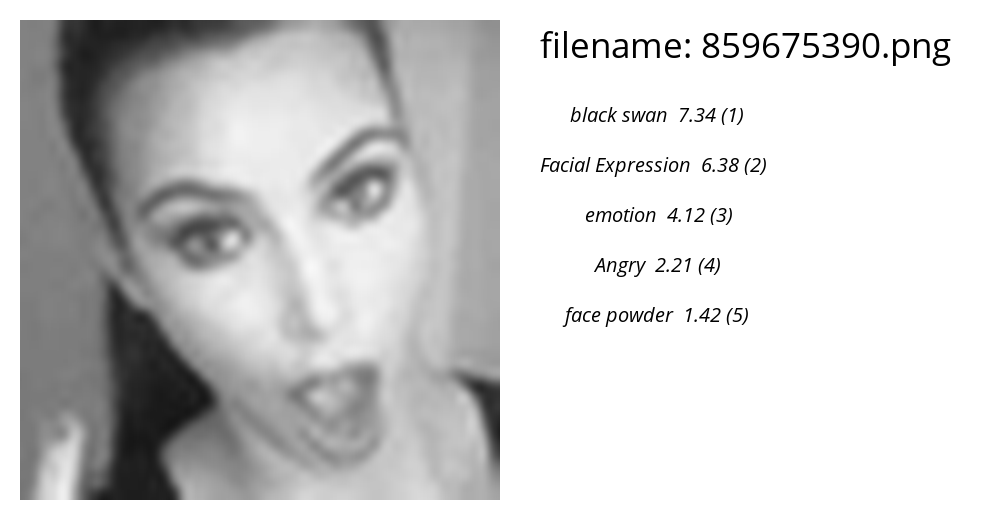 filename: 859675390.png
black swan 7.34 (1)
Facial Expression 6.38 (2)
emotion 4.12 (3)
Angry 2.21 (4)
face powder 1.42 (5)